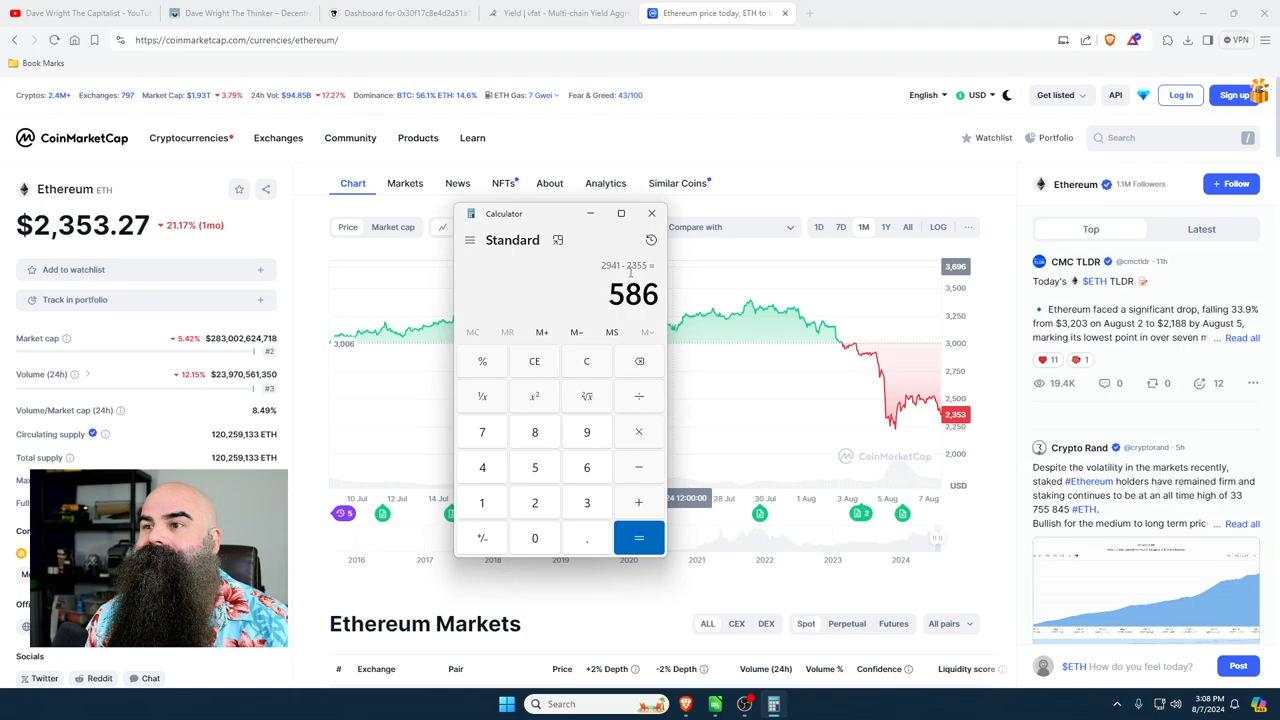 Dave Wright The Capitalist - YouTu
Dave Wright The Thinker – Decentr
Dashboard for 0x30f17c8e4d2a51a
Yield | vfat - Multi-chain Yield Aggr
Ethereum price today, ETH to U
https://coinmarketcap.com/currencies/ethereum/
VPN
Book Marks
Cryptos: 2.4M+ Exchanges: 797 Market Cap: $1.93T 3.79% 24h Vol: $94.85B 17.27% Dominance: BTC: 56.1% ETH: 14.6% ETH Gas: 7 Gwei Fear & Greed: 43/100
English USD Get listed API Log In Sign up
CoinMarketCap Cryptocurrencies Exchanges Community Products Learn
Watchlist Portfolio Search /
Ethereum ETH
$2,353.27 21.17% (1mo)
Add to watchlist +
Track in portfolio +
Market cap 5.42% $283,002,624,718
#2
Volume (24h) 12.15% $23,970,561,350
#3
Volume/Market cap (24h) 8.49%
Circulating supply 120,259,133 ETH
Total supply 120,259,133 ETH
Socials
Twitter Reddit Chat
Chart Markets News NFTs About Analytics Similar Coins
Price Market cap
Compare with 1D 7D 1M 1Y All LOG
3,696
3,500
3,250
3,006
3,000
2,750
2,500
2,353
2,250
2,000
CoinMarketCap
USD
10 Jul 12 Jul 14
24 12:00:00 28 Jul 30 Jul 1 Aug 3 Aug 5 Aug 7 Aug
5
2
2016 2017 2018 2019 2020 2021 2022 2023 2024
Calculator
Standard
2941 - 2355 =
586
MC MR M+ M− MS M
% CE C
¹/x x² ²√x ÷
7 8 9 ×
4 5 6 −
1 2 3 +
+/− 0 . =
Ethereum Markets
ALL CEX DEX Spot Perpetual Futures All pairs
# Exchange Pair Price +2% Depth -2% Depth Volume (24h) Volume % Confidence Liquidity score
Ethereum 1.1M Followers + Follow
Top Latest
CMC TLDR @cmctldr · 11h
Today's $ETH TLDR
Ethereum faced a significant drop, falling 33.9%
from $3,203 on August 2 to $2,188 by August 5,
marking its lowest point in over seven m ... Read all
11 1
19.4K 0 0 12
Crypto Rand @cryptorand · 5h
Despite the volatility in the markets recently,
staked #Ethereum holders have remained firm and
staking continues to be at an all time high of 33
755 845 #ETH.
Bullish for the medium to long term pric ... Read all
$ETH How do you feel today? Post
Search
3:08 PM
8/7/2024